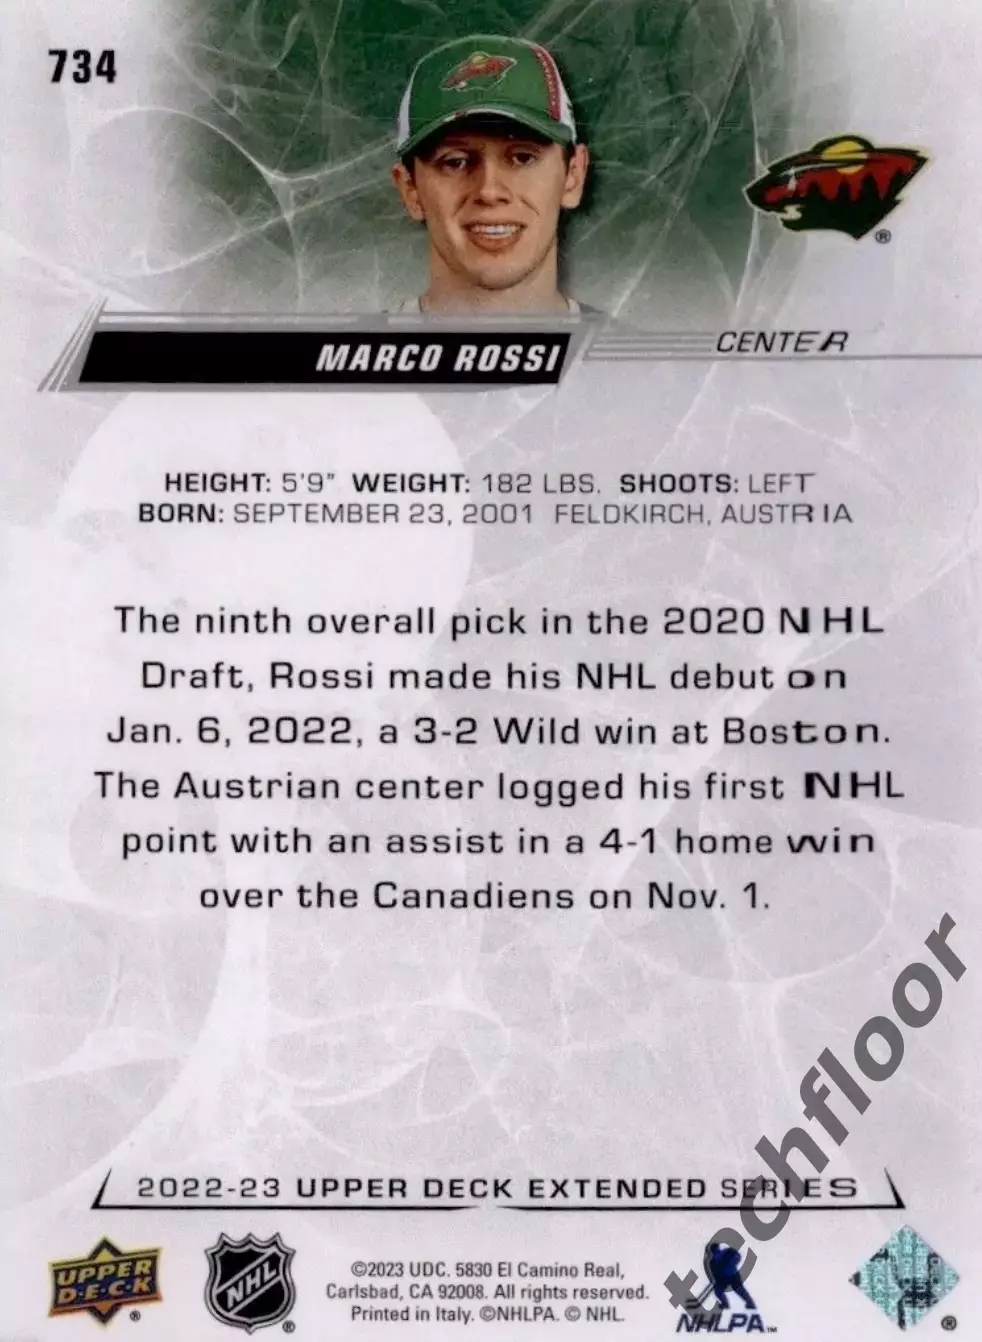 734
®
MARCO ROSSI
CENTER
HEIGHT: 5'9" WEIGHT: 182 LBS. SHOOTS: LEFT
BORN: SEPTEMBER 23, 2001 FELDKIRCH, AUSTRIA
The ninth overall pick in the 2020 NHL
Draft, Rossi made his NHL debut on
Jan. 6, 2022, a 3-2 Wild win at Boston.
The Austrian center logged his first NHL
point with an assist in a 4-1 home win
over the Canadiens on Nov. 1.
techfloor
2022-23 UPPER DECK EXTENDED SERIES
UPPER
D·E·C·K
®
NHL
®
©2023 UDC. 5830 El Camino Real,
Carlsbad, CA 92008. All rights reserved.
Printed in Italy. ©NHLPA. © NHL.
NHLPA™
®